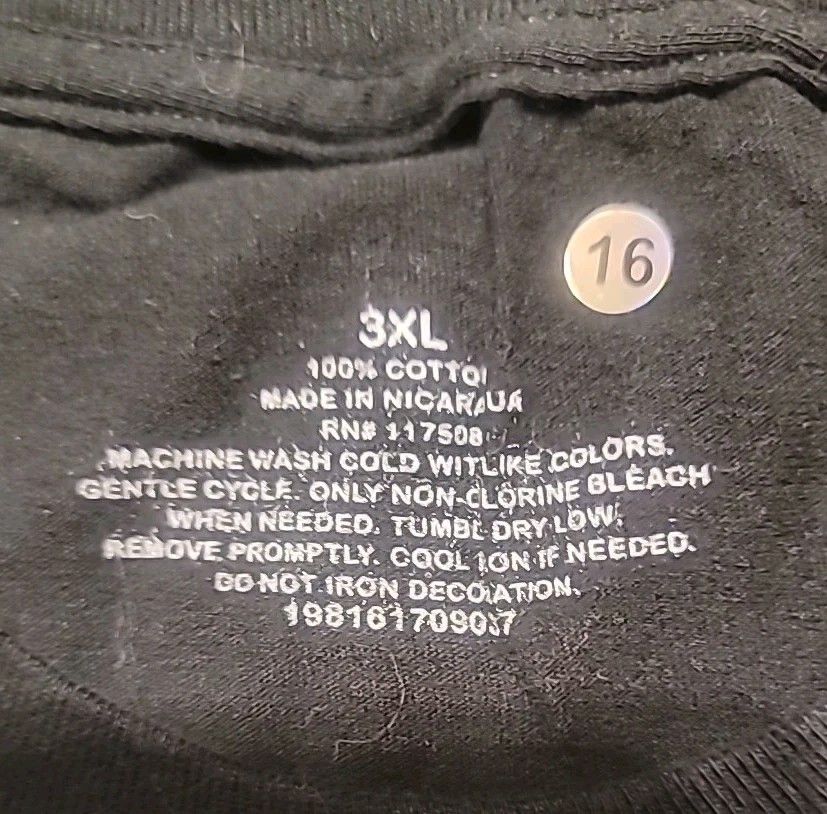 16
3XL
100% COTTO
MADE IN NICARAUA
RN# 117508
MACHINE WASH COLD WITLIKE COLORS.
GENTLE CYCLE. ONLY NON-CLORINE BLEACH
WHEN NEEDED. TUMBL DRY LOW.
REMOVE PROMPTLY. COOL ION IF NEEDED.
DO NOT IRON DECOATION.